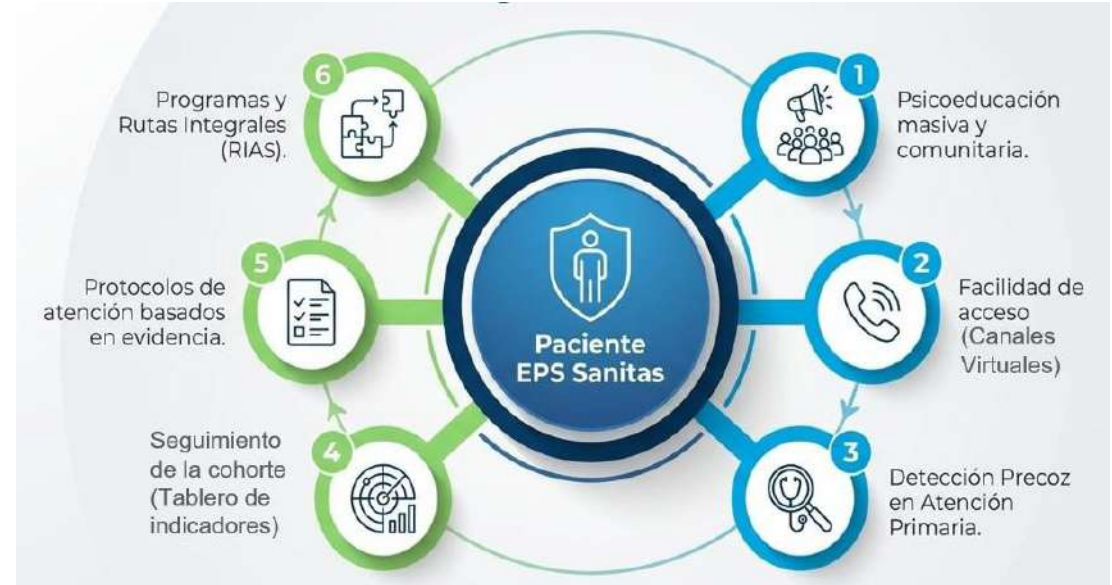 6
Programas y
Rutas Integrales
(RIAS).
1
Psicoeducación
masiva y
comunitaria.
5
Protocolos de
atención basados
en evidencia.
Paciente
EPS Sanitas
2
Facilidad de
acceso
(Canales
Virtuales)
4
Seguimiento
de la cohorte
(Tablero de
indicadores)
3
Detección Precoz
en Atención
Primaria.